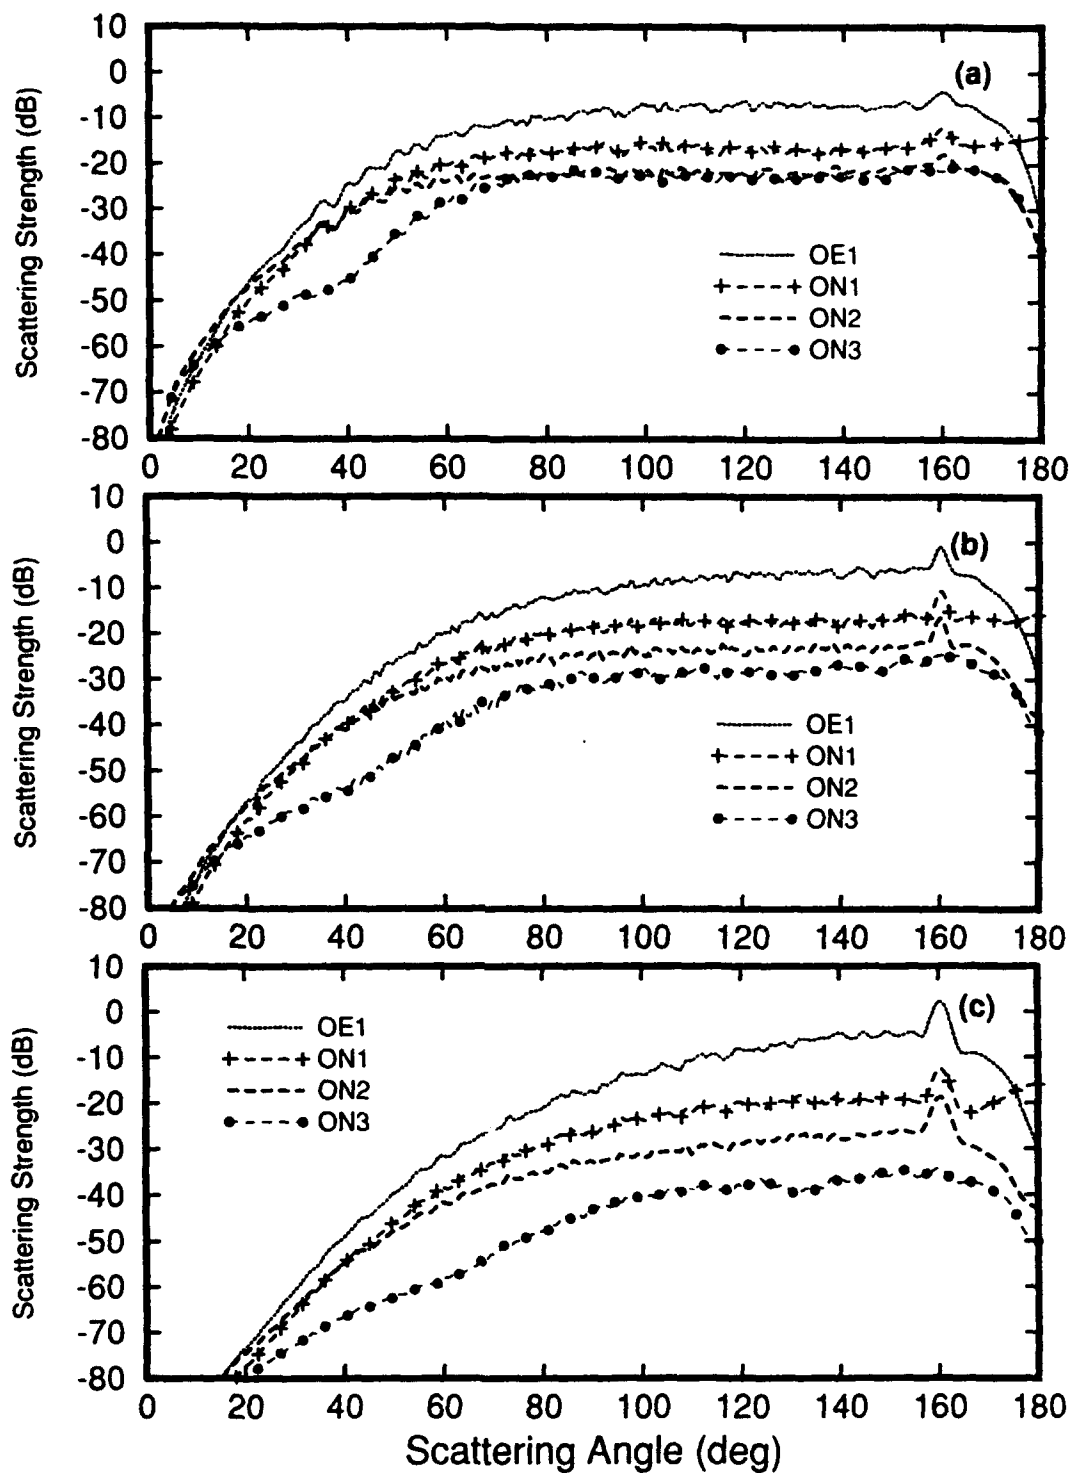 10
0
-10
-20
-30
-40
-50
-60
-70
-80
Scattering Strength (dB)
(a)
OE1
ON1
ON2
ON3
0 20 40 60 80 100 120 140 160 180
10
0
-10
-20
-30
-40
-50
-60
-70
-80
Scattering Strength (dB)
(b)
OE1
ON1
ON2
ON3
0 20 40 60 80 100 120 140 160 180
10
0
-10
-20
-30
-40
-50
-60
-70
-80
Scattering Strength (dB)
(c)
OE1
ON1
ON2
ON3
0 20 40 60 80 100 120 140 160 180
Scattering Angle (deg)